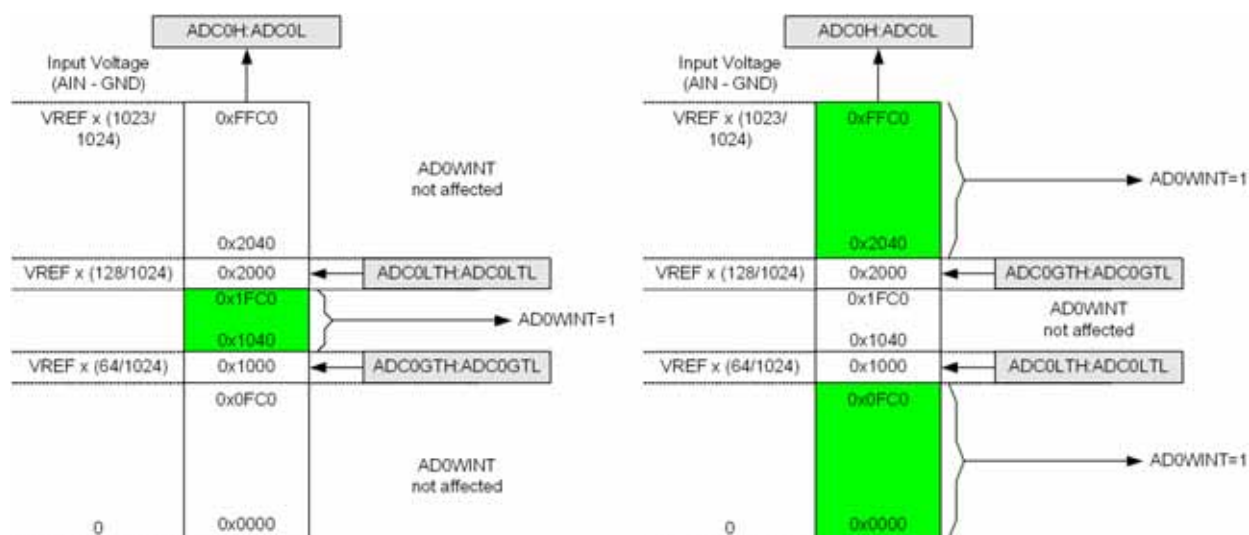 ADC0H:ADC0L
Input Voltage
(AIN - GND)
VREF x (1023/
1024)
0xFFC0
AD0WINT
not affected
0x2040
VREF x (128/1024)
0x2000
ADC0LTH:ADC0LTL
0x1FC0
AD0WINT=1
0x1040
VREF x (64/1024)
0x1000
ADC0GTH:ADC0GTL
0x0FC0
AD0WINT
not affected
0
0x0000
ADC0H:ADC0L
Input Voltage
(AIN - GND)
VREF x (1023/
1024)
0xFFC0
AD0WINT=1
0x2040
VREF x (128/1024)
0x2000
ADC0GTH:ADC0GTL
0x1FC0
AD0WINT
not affected
0x1040
VREF x (64/1024)
0x1000
ADC0LTH:ADC0LTL
0x0FC0
AD0WINT=1
0
0x0000